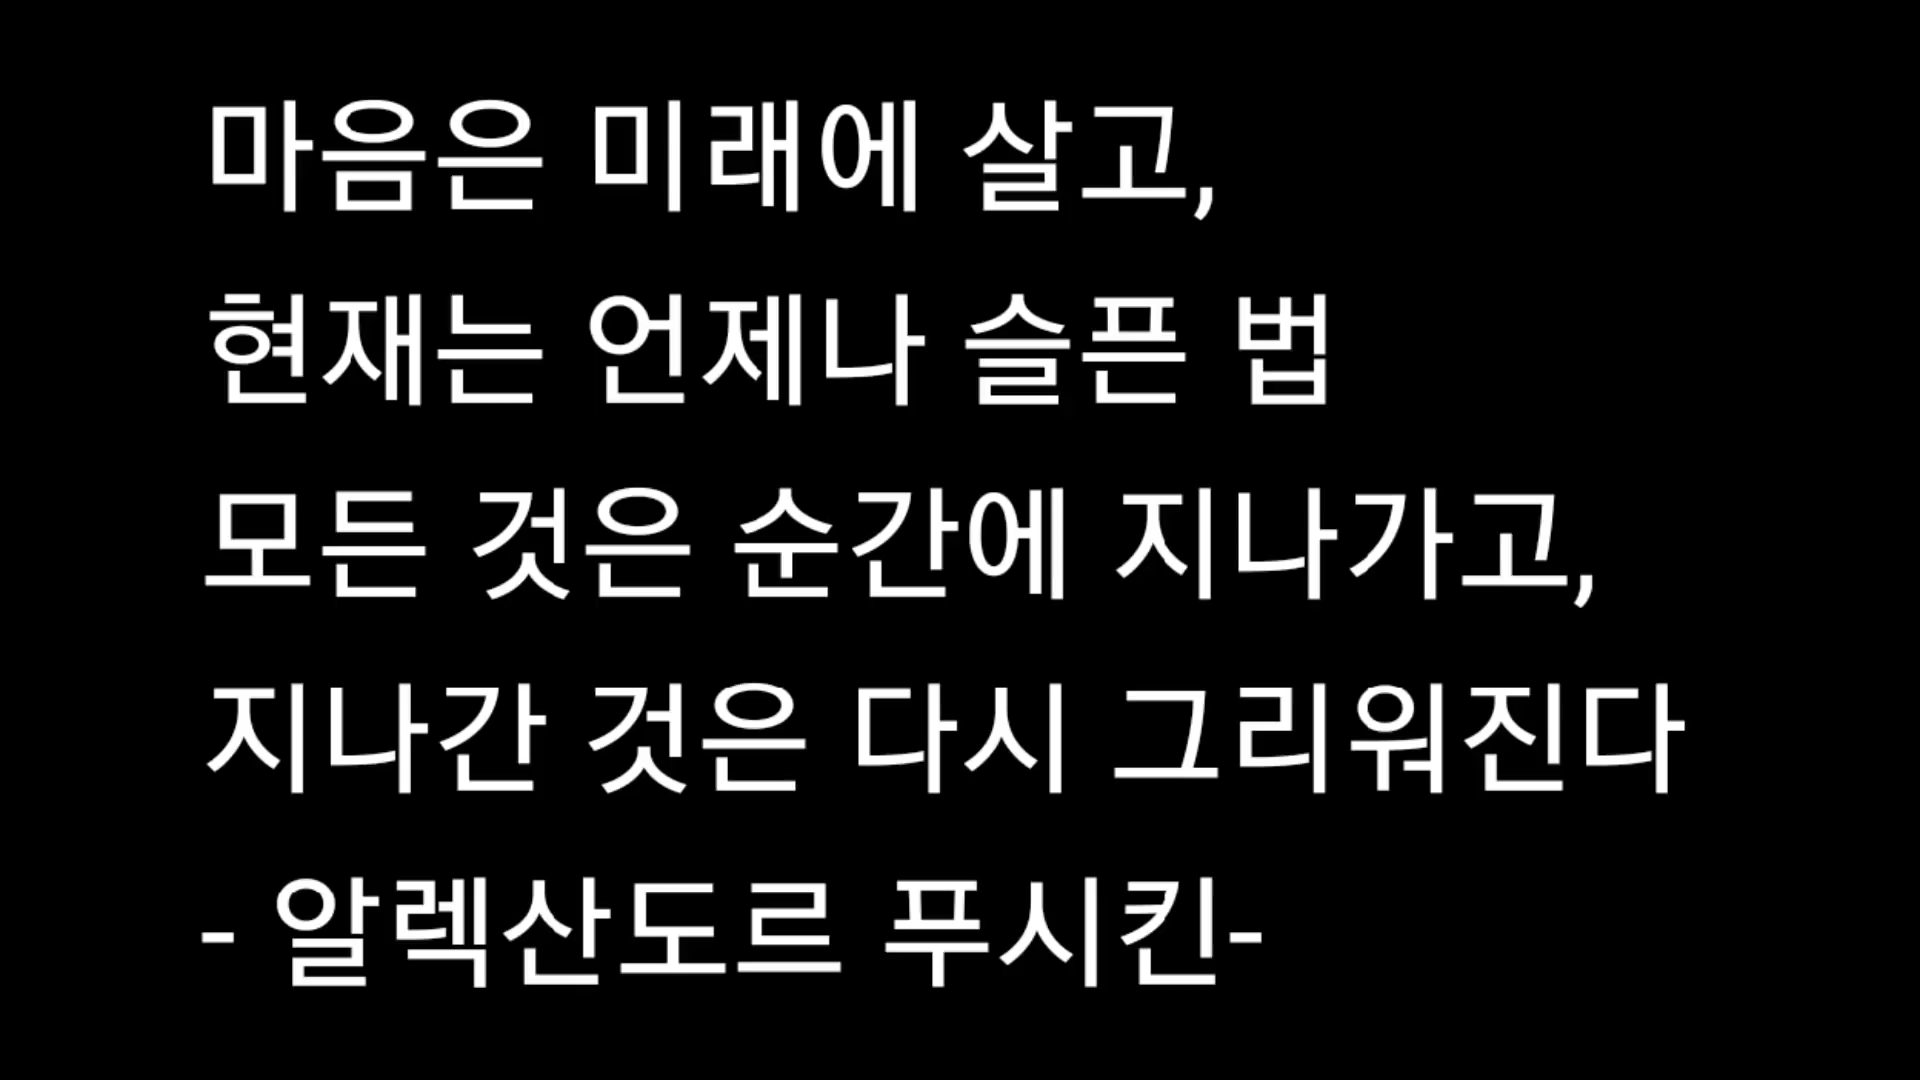 마음은 미래에 살고,
현재는 언제나 슬픈 법
모든 것은 순간에 지나가고,
지나간 것은 다시 그리워진다
- 알렉산도르 푸시킨-